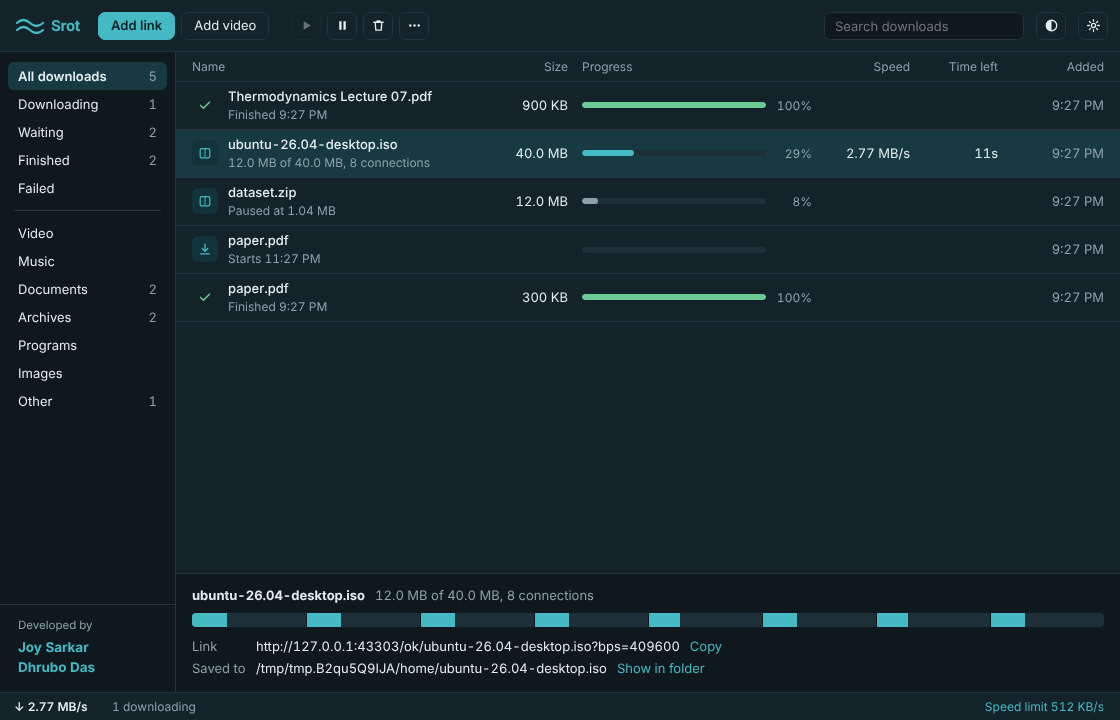 Srot
Add link
Add video
Search downloads
All downloads 5
Downloading 1
Waiting 2
Finished 2
Failed
Video
Music
Documents 2
Archives 2
Programs
Images
Other 1
Developed by
Joy Sarkar
Dhrubo Das
Name Size Progress Speed Time left Added
Thermodynamics Lecture 07.pdf
Finished 9:27 PM
900 KB 100% 9:27 PM
ubuntu-26.04-desktop.iso
12.0 MB of 40.0 MB, 8 connections
40.0 MB 29% 2.77 MB/s 11s 9:27 PM
dataset.zip
Paused at 1.04 MB
12.0 MB 8% 9:27 PM
paper.pdf
Starts 11:27 PM
9:27 PM
paper.pdf
Finished 9:27 PM
300 KB 100% 9:27 PM
ubuntu-26.04-desktop.iso 12.0 MB of 40.0 MB, 8 connections
Link http://127.0.0.1:43303/ok/ubuntu-26.04-desktop.iso?bps=409600 Copy
Saved to /tmp/tmp.B2qu5Q9IJA/home/ubuntu-26.04-desktop.iso Show in folder
2.77 MB/s 1 downloading Speed limit 512 KB/s